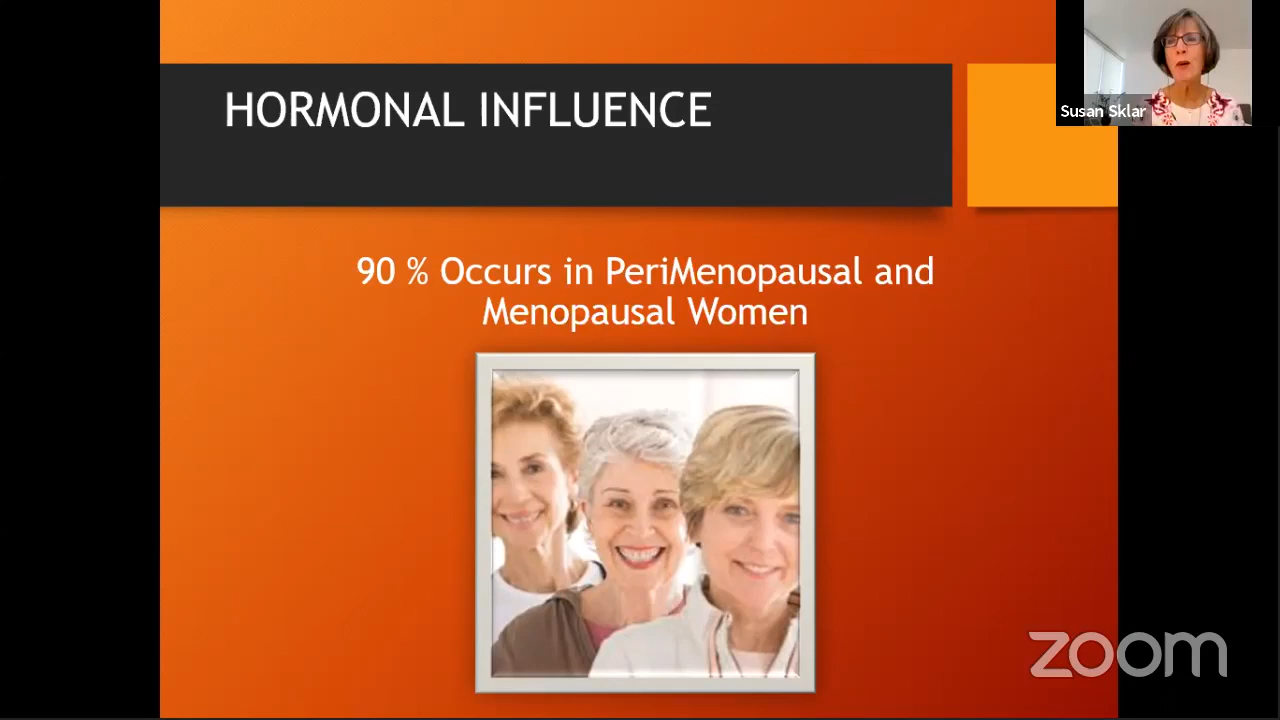 HORMONAL INFLUENCE
Susan Sklar
90 % Occurs in PeriMenopausal and
Menopausal Women
zoom